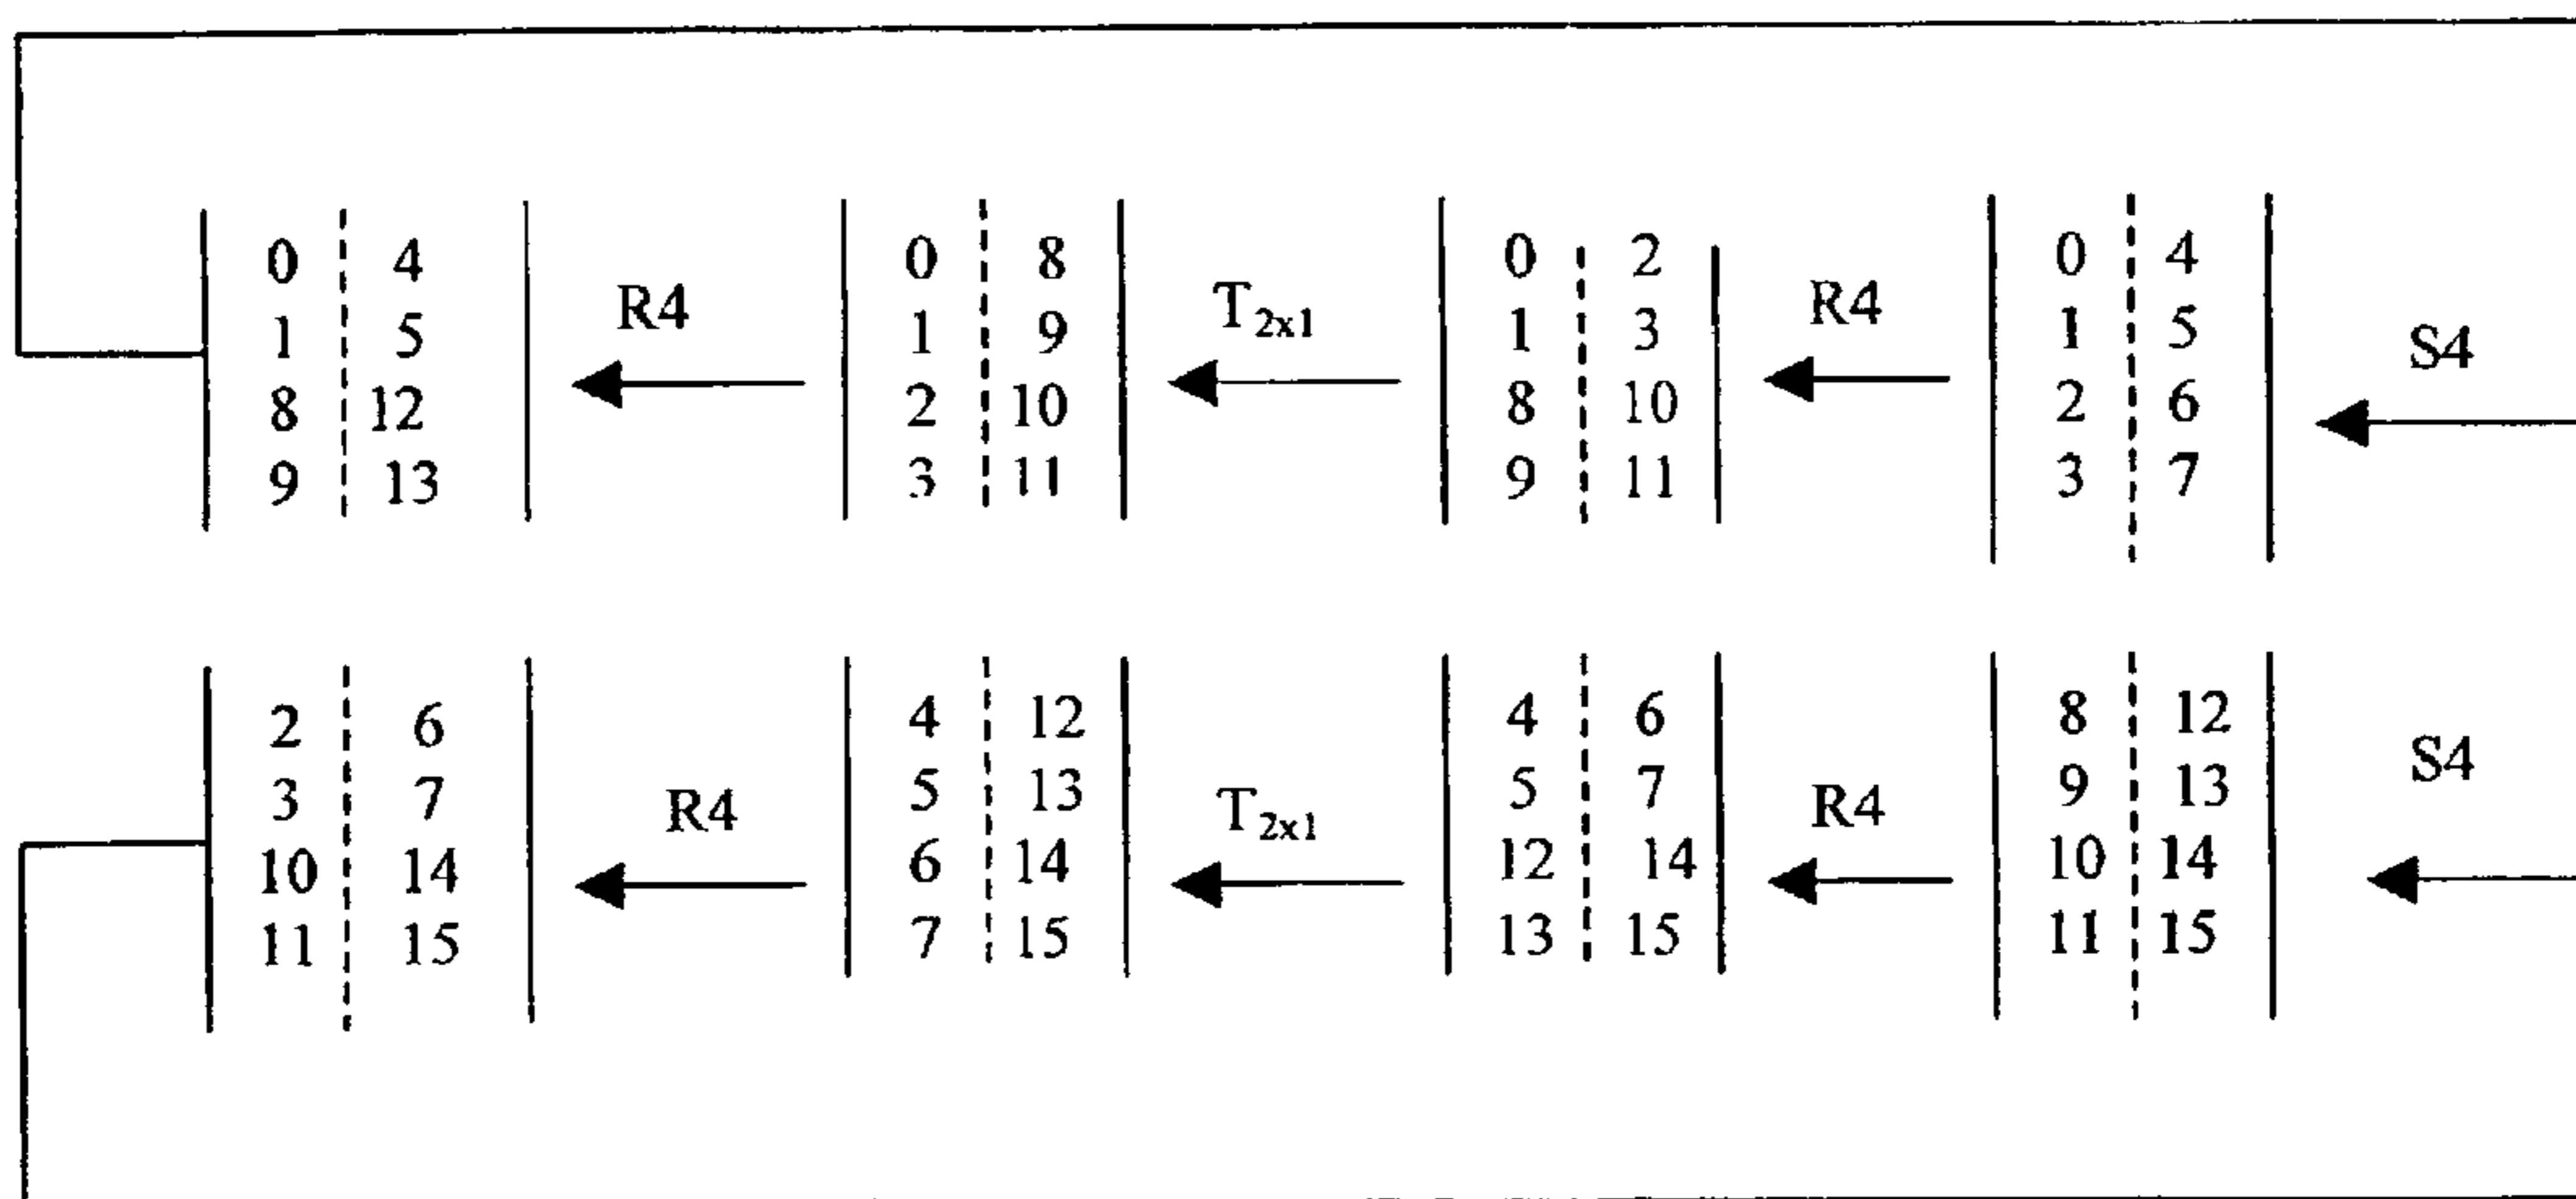 0 4 0 8 0 2 0 4
R4 T2x1 R4 S4
1 5 1 9 1 3 1 5
8 12 2 10 8 10 2 6
9 13 3 11 9 11 3 7
2 6 4 12 4 6 8 12
3 7 5 13 5 7 9 13
R4 T2x1 R4 S4
10 14 6 14 12 14 10 14
11 15 7 15 13 15 11 15